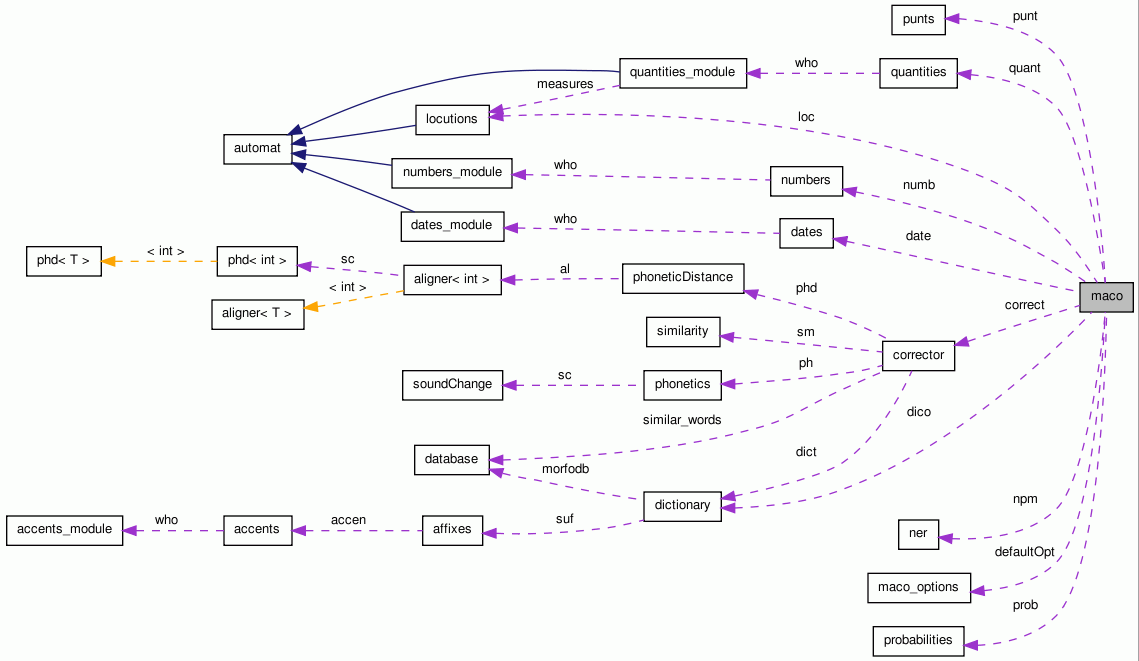 punts
punt
quantities_module
who
quantities
quant
measures
locutions
loc
automat
numbers_module
who
numbers
numb
dates_module
who
dates
date
phd< T >
< int >
phd< int >
sc
aligner< int >
al
phoneticDistance
phd
< int >
aligner< T >
maco
correct
similarity
sm
corrector
soundChange
sc
phonetics
ph
similar_words
dico
database
morfodb
dict
dictionary
accents_module
who
accents
accen
affixes
suf
npm
ner
defaultOpt
maco_options
prob
probabilities